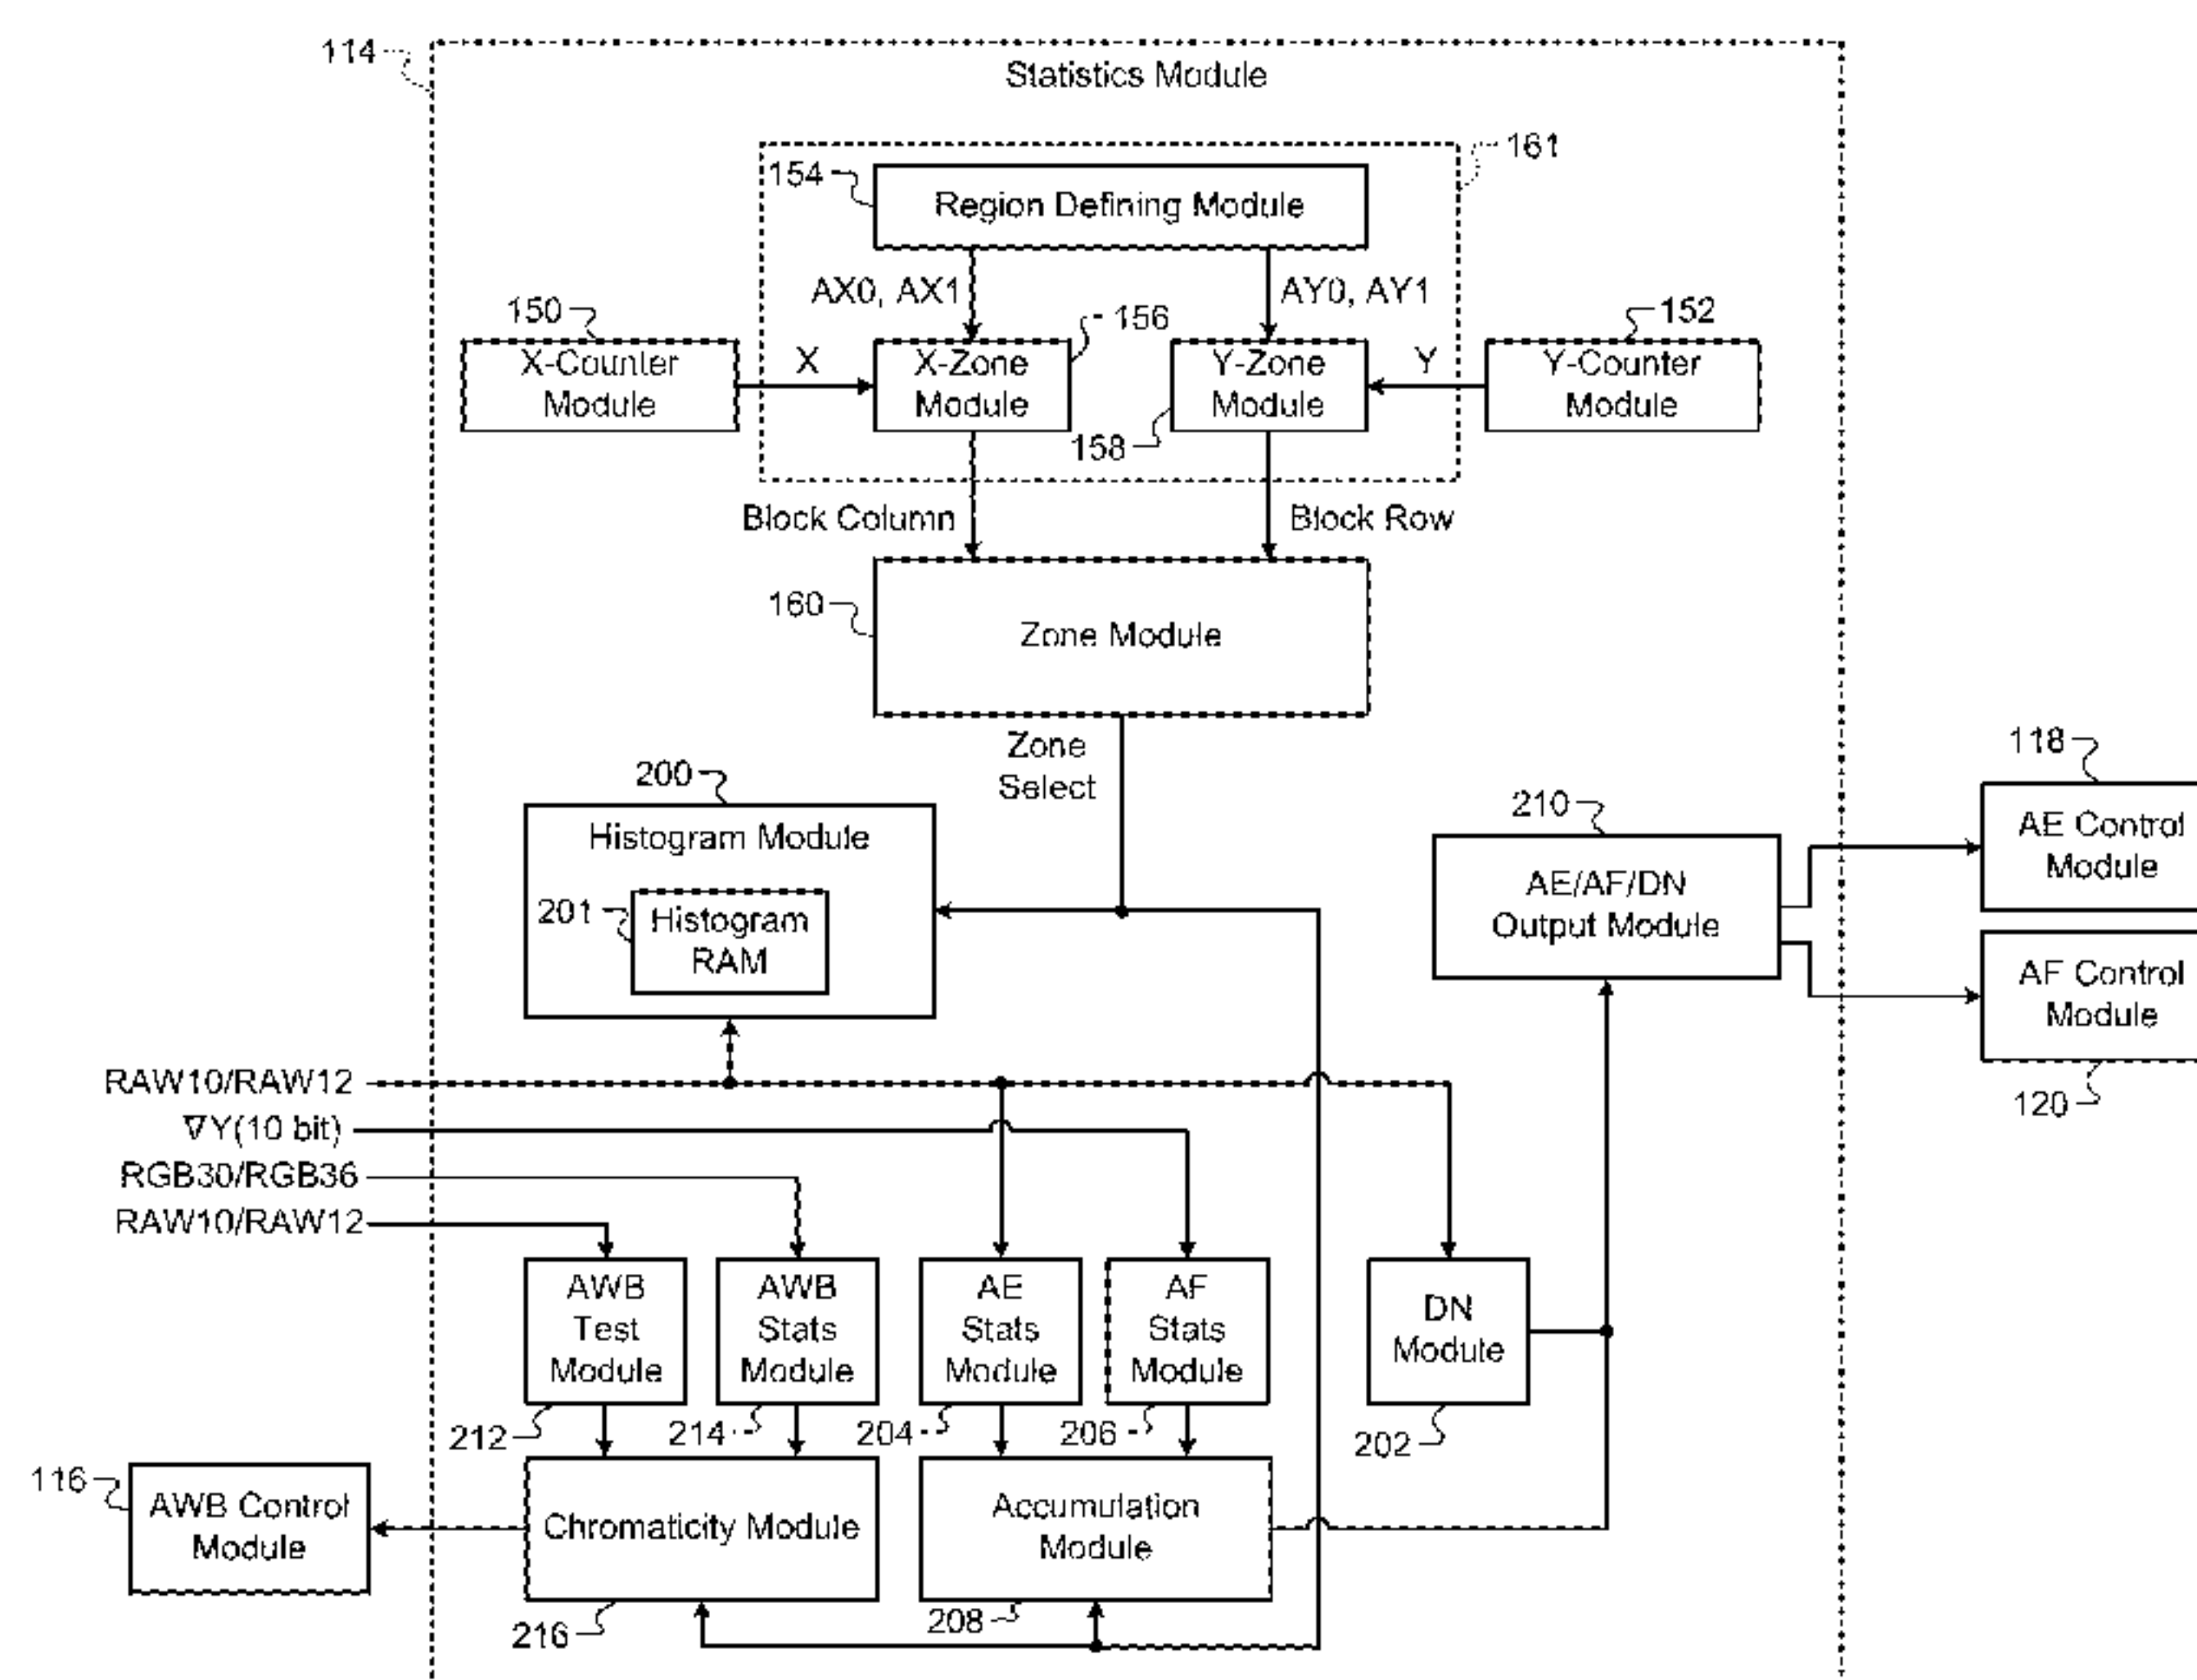 114
Statistics Module
161
154
Region Defining Module
AX0, AX1
AY0, AY1
150
156
152
X-Counter
Module
X
X-Zone
Module
Y-Zone
Module
Y
Y-Counter
Module
158
Block Column
Block Row
160
Zone Module
Zone
Select
118
200
210
Histogram Module
AE Control
Module
201
Histogram
RAM
AE/AF/DN
Output Module
AF Control
Module
120
RAW10/RAW12
∇Y(10 bit)
RGB30/RGB36
RAW10/RAW12
AWB
Test
Module
AWB
Stats
Module
AE
Stats
Module
AF
Stats
Module
DN
Module
212
214
204
206
202
116
AWB Control
Module
Chromaticity Module
Accumulation
Module
216
208